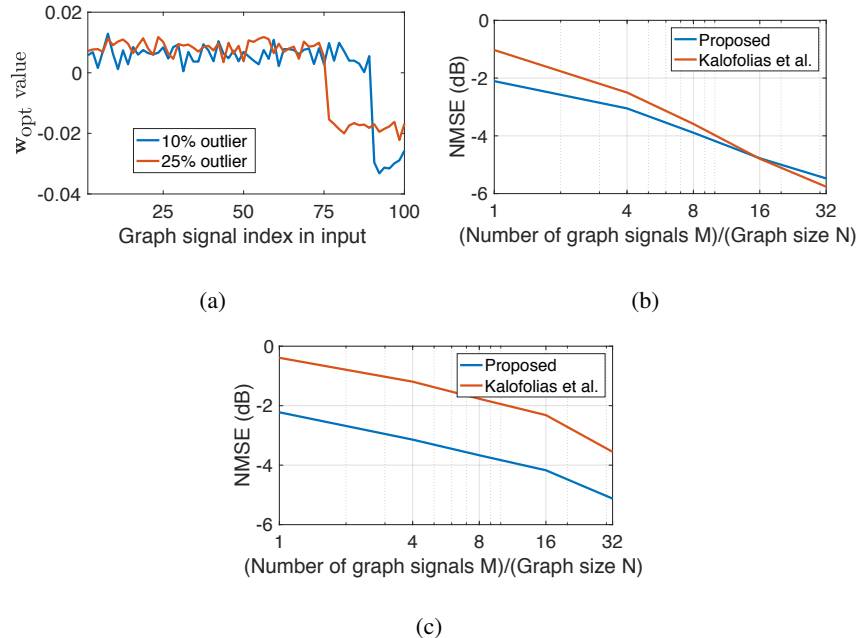 0.02
0
-0.02
-0.04
w_opt value
10% outlier
25% outlier
25
50
75
100
Graph signal index in input
(a)
0
-2
-4
-6
NMSE (dB)
Proposed
Kalofolias et al.
1
4
8
16
32
(Number of graph signals M)/(Graph size N)
(b)
0
-2
-4
-6
NMSE (dB)
Proposed
Kalofolias et al.
1
4
8
16
32
(Number of graph signals M)/(Graph size N)
(c)